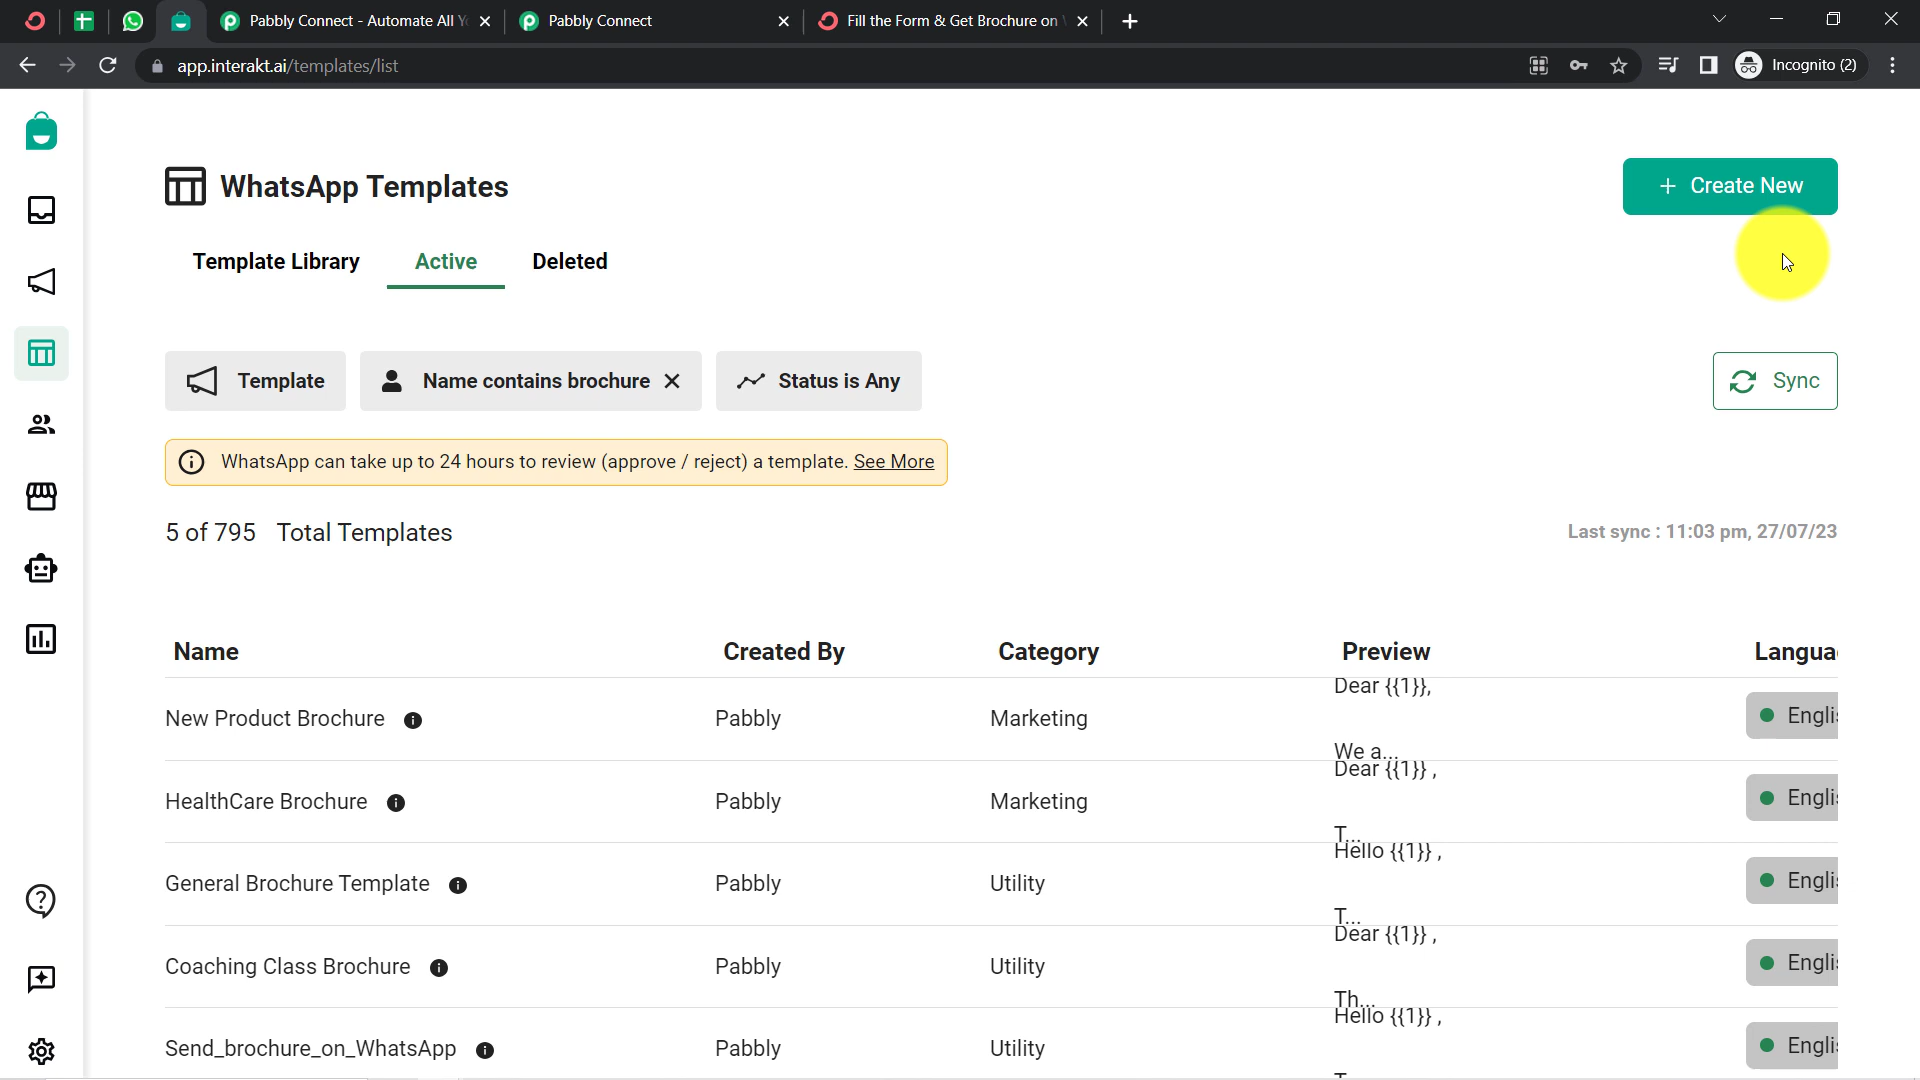 Pabbly Connect - Automate All Y
Pabbly Connect
Fill the Form & Get Brochure on
app.interakt.ai/templates/list
Incognito (2)
WhatsApp Templates
+ Create New
Template Library
Active
Deleted
Template
Name contains brochure
Status is Any
Sync
WhatsApp can take up to 24 hours to review (approve / reject) a template. See More
5 of 795 Total Templates
Last sync : 11:03 pm, 27/07/23
Name Created By Category Preview Langua
New Product Brochure Pabbly Marketing
Dear {{1}},
We a...
Englis
HealthCare Brochure Pabbly Marketing
Dear {{1}} ,
T...
Englis
General Brochure Template Pabbly Utility
Hello {{1}} ,
T...
Englis
Coaching Class Brochure Pabbly Utility
Dear {{1}} ,
Th...
Englis
Send_brochure_on_WhatsApp Pabbly Utility
Hello {{1}} ,
Englis